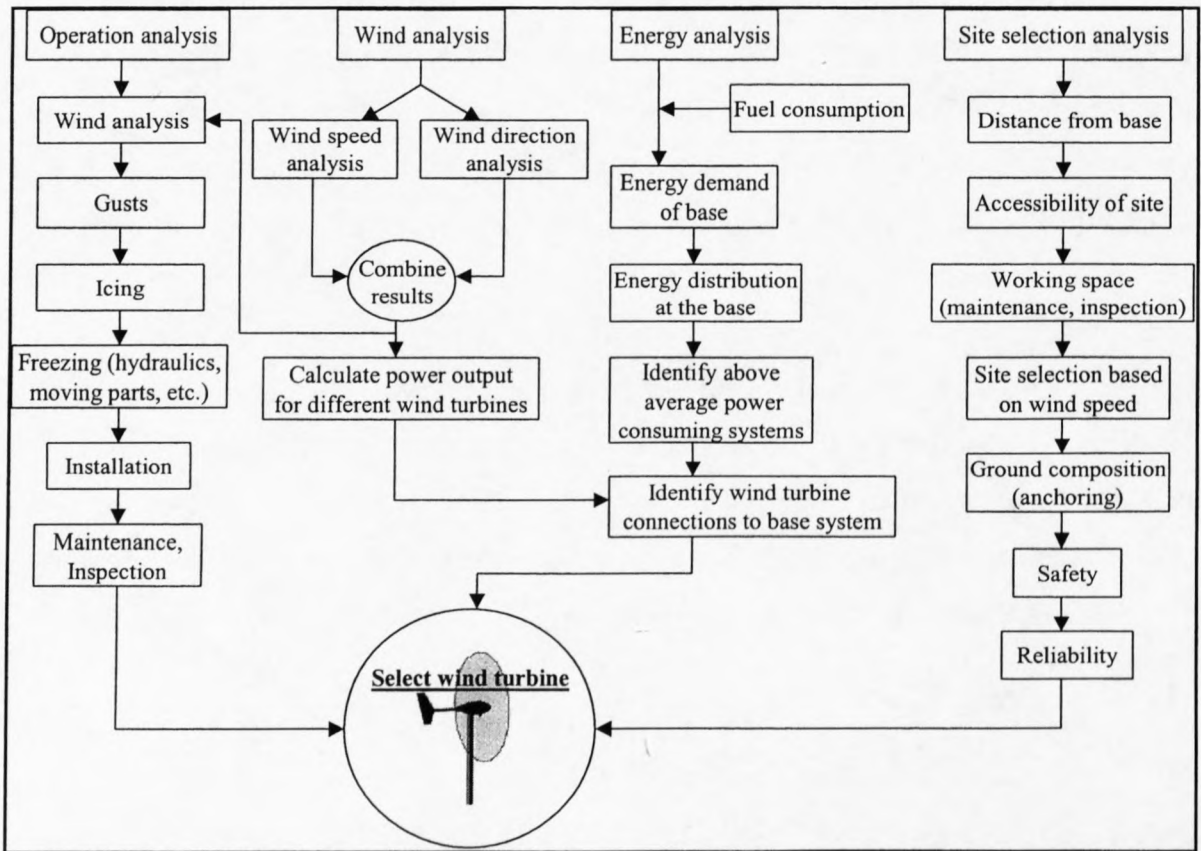 Operation analysis
Wind analysis
Gusts
Icing
Freezing (hydraulics,
moving parts, etc.)
Installation
Maintenance,
Inspection
Wind analysis
Wind speed
analysis
Wind direction
analysis
Combine
results
Calculate power output
for different wind turbines
Energy analysis
Fuel consumption
Energy demand
of base
Energy distribution
at the base
Identify above
average power
consuming systems
Identify wind turbine
connections to base system
Site selection analysis
Distance from base
Accessibility of site
Working space
(maintenance, inspection)
Site selection based
on wind speed
Ground composition
(anchoring)
Safety
Reliability
Select wind turbine